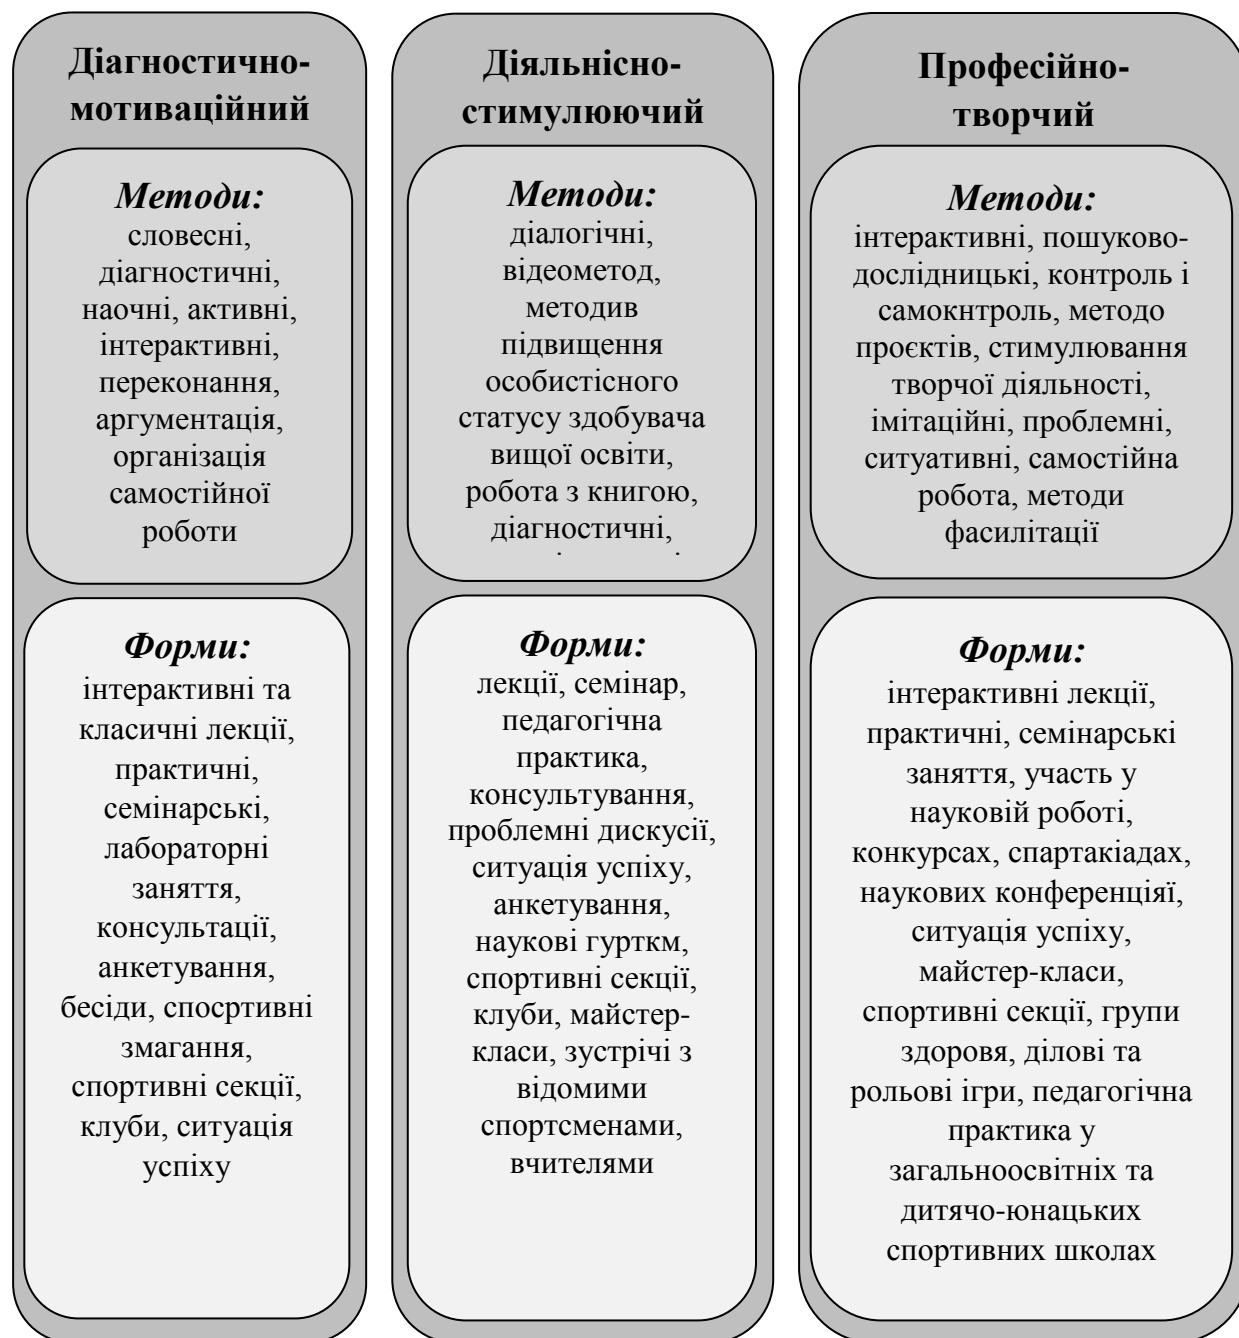 Діагностично-
мотиваційний
Методи:
словесні,
діагностичні,
наочні, активні,
інтерактивні,
переконання,
аргументація,
організація
самостійної
роботи
Форми:
інтерактивні та
класичні лекції,
практичні,
семінарські,
лабораторні
заняття,
консультації,
анкетування,
бесіди, спосртивні
змагання,
спортивні секції,
клуби, ситуація
успіху
Діяльнісно-
стимулюючий
Методи:
діалогічні,
відеометод,
методив
підвищення
особистісного
статусу здобувача
вищої освіти,
робота з книгою,
діагностичні,
Форми:
лекції, семінар,
педагогічна
практика,
консультування,
проблемні дискусії,
ситуація успіху,
анкетування,
наукові гурткм,
спортивні секції,
клуби, майстер-
класи, зустрічі з
відомими
спортсменами,
вчителями
Професійно-
творчий
Методи:
інтерактивні, пошуково-
дослідницькі, контроль і
самокнтроль, методо
проєктів, стимулювання
творчої діяльності,
імітаційні, проблемні,
ситуативні, самостійна
робота, методи
фасилітації
Форми:
інтерактивні лекції,
практичні, семінарські
заняття, участь у
науковій роботі,
конкурсах, спартакіадах,
наукових конференціяї,
ситуація успіху,
майстер-класи,
спортивні секції, групи
здоровя, ділові та
рольові ігри, педагогічна
практика у
загальноосвітніх та
дитячо-юнацьких
спортивних школах